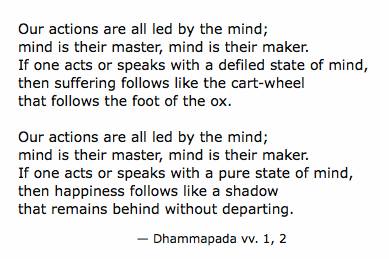 Our actions are all led by the mind;
mind is their master, mind is their maker.
If one acts or speaks with a defiled state of mind,
then suffering follows like the cart-wheel
that follows the foot of the ox.

Our actions are all led by the mind;
mind is their master, mind is their maker.
If one acts or speaks with a pure state of mind,
then happiness follows like a shadow
that remains behind without departing.

— Dhammapada vv. 1, 2